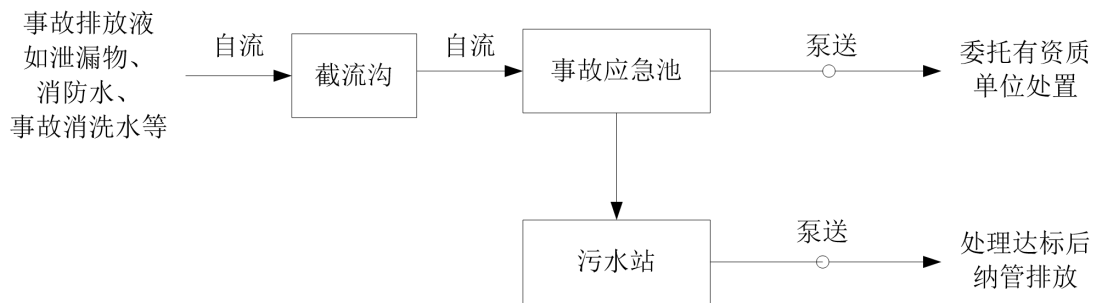 事故排放液
如泄漏物、
消防水、
事故消洗水等
自流
截流沟
自流
事故应急池
泵送
委托有资质
单位处置
污水站
泵送
处理达标后
纳管排放